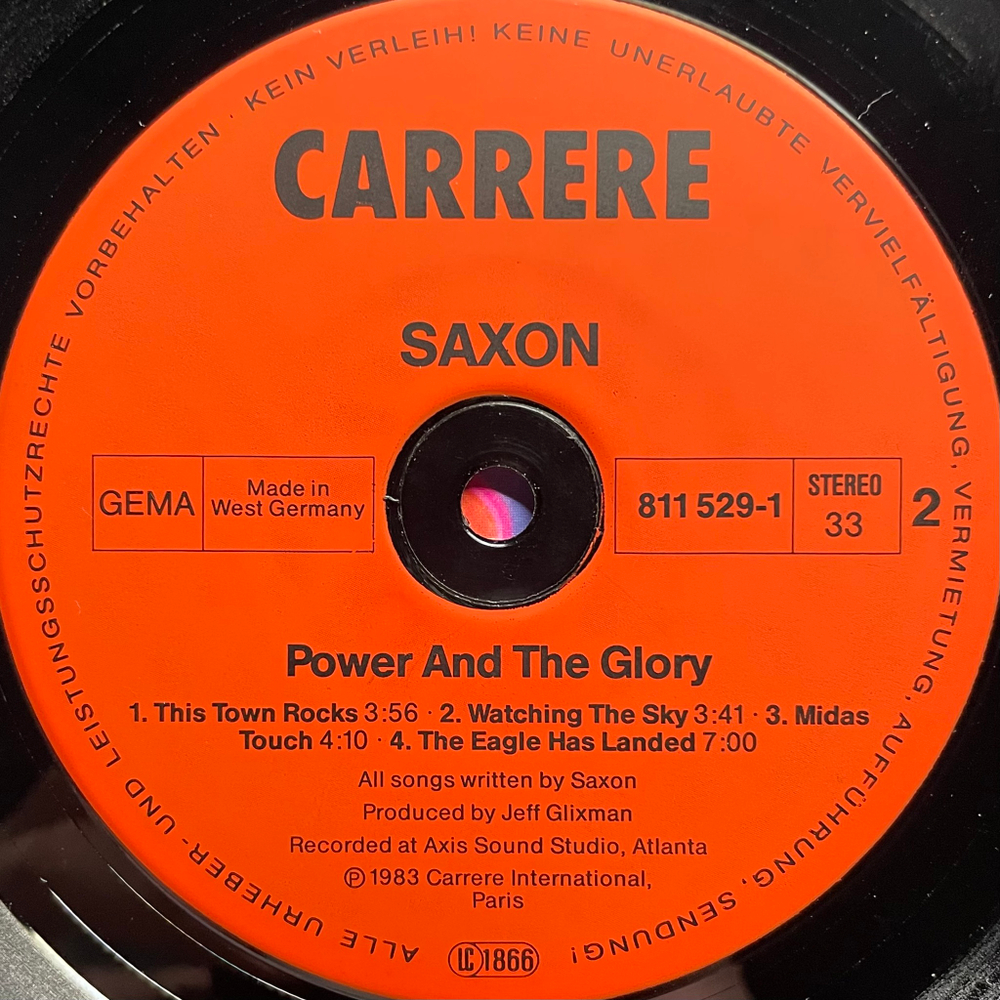 ALLE URHEBER- UND LEISTUNGSSCHUTZRECHTE VORBEHALTEN · KEIN VERLEIH! KEINE UNERLAUBTE VERVIELFÄLTIGUNG, VERMIETUNG, AUFFÜHRUNG, SENDUNG!
CARRERE
SAXON
GEMA
Made in
West Germany
811 529-1
STEREO
33
2
Power And The Glory
1. This Town Rocks 3:56 · 2. Watching The Sky 3:41 · 3. Midas
Touch 4:10 · 4. The Eagle Has Landed 7:00
All songs written by Saxon
Produced by Jeff Glixman
Recorded at Axis Sound Studio, Atlanta
℗ 1983 Carrere International,
Paris
LC 1866